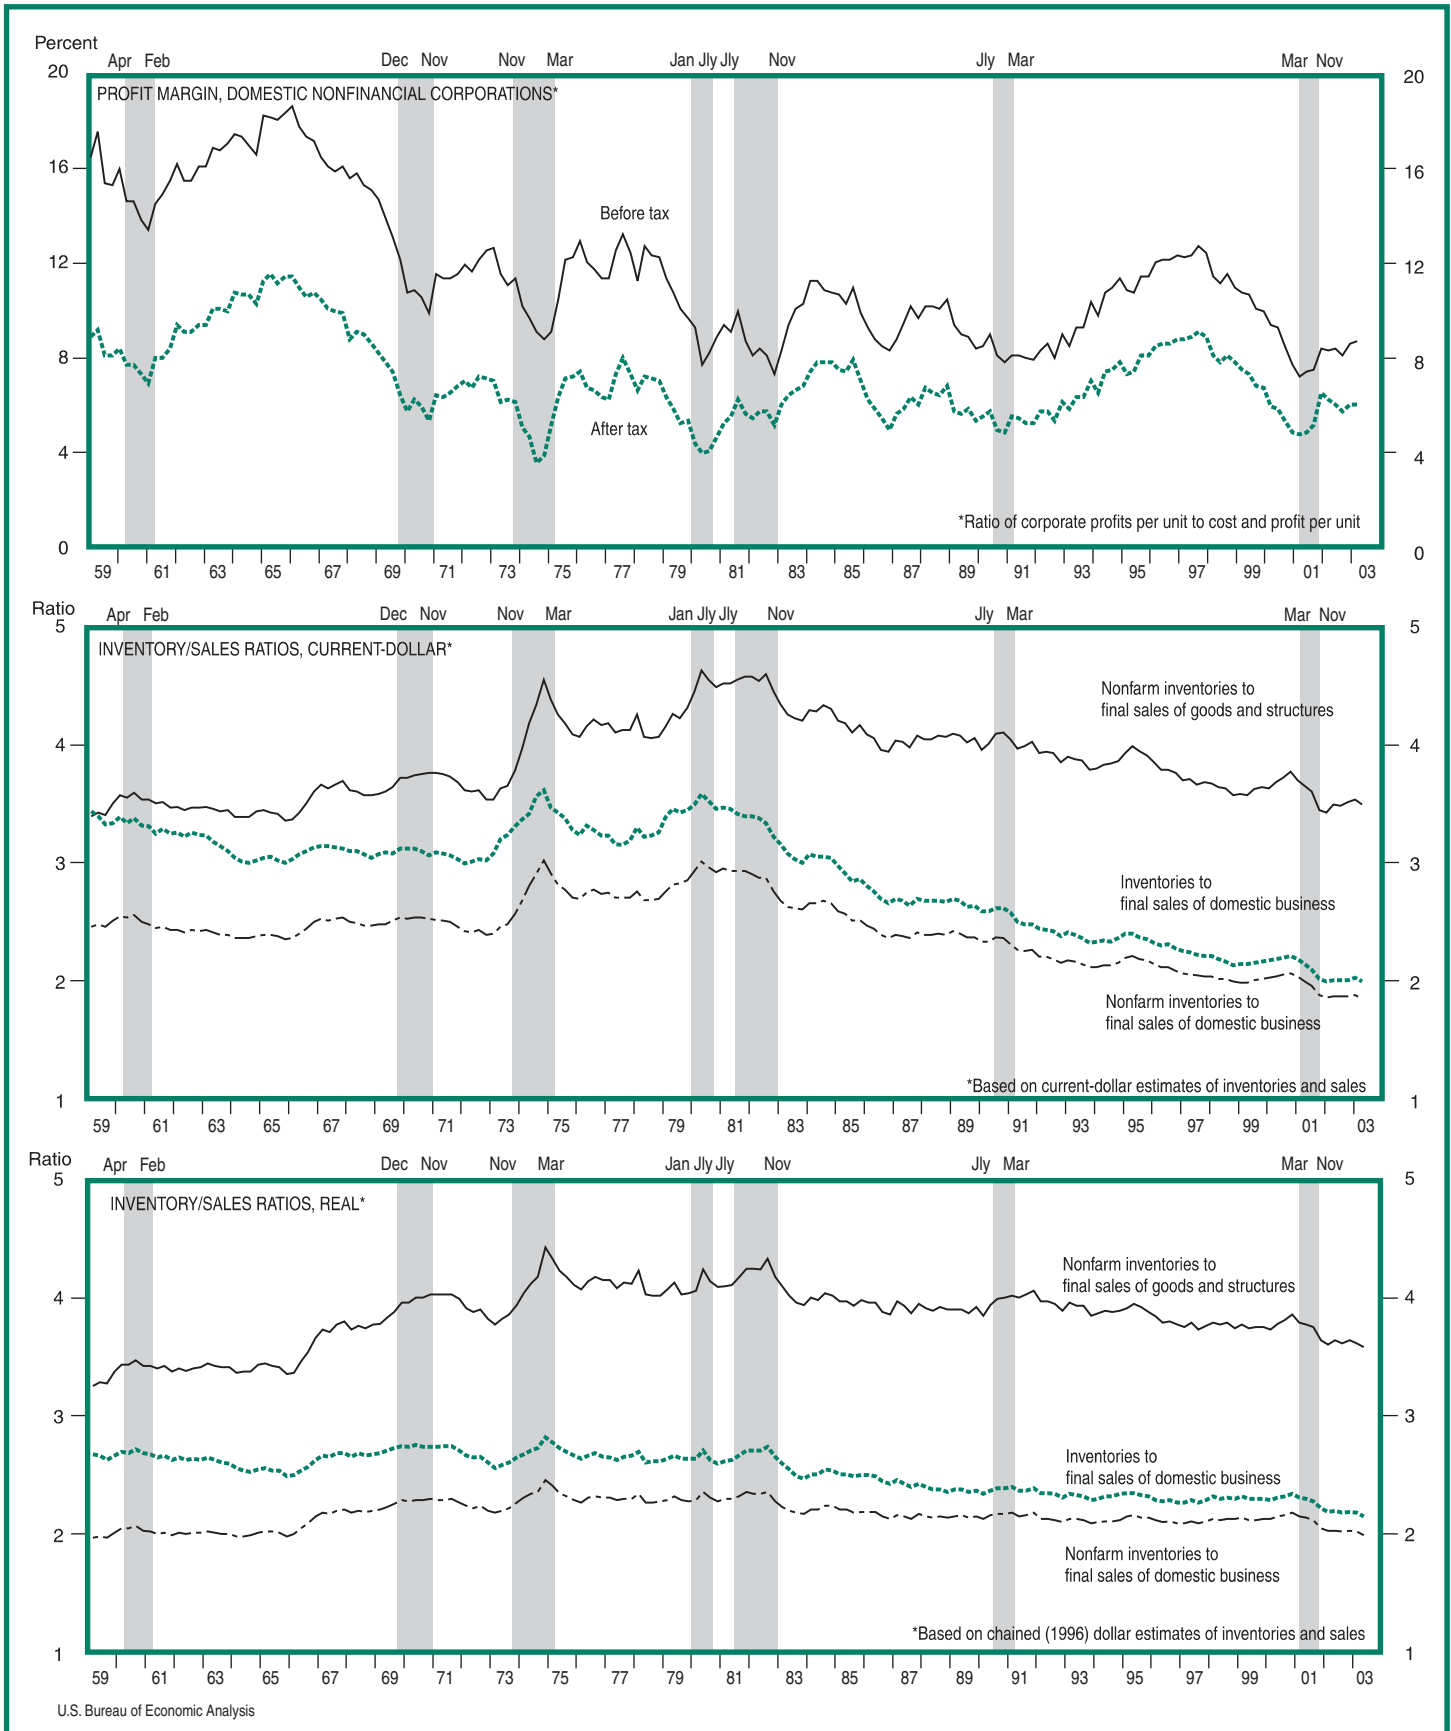 Percent
Apr Feb Dec Nov Nov Mar Jan Jly Jly Nov Jly Mar Mar Nov
20 20
PROFIT MARGIN, DOMESTIC NONFINANCIAL CORPORATIONS*
16 16
Before tax
12 12
8 8
After tax
4 4
*Ratio of corporate profits per unit to cost and profit per unit
0 0
59 61 63 65 67 69 71 73 75 77 79 81 83 85 87 89 91 93 95 97 99 01 03
Ratio
Apr Feb Dec Nov Nov Mar Jan Jly Jly Nov Jly Mar Mar Nov
5 5
INVENTORY/SALES RATIOS, CURRENT-DOLLAR*
Nonfarm inventories to
final sales of goods and structures
4 4
3 3
Inventories to
final sales of domestic business
2 2
Nonfarm inventories to
final sales of domestic business
*Based on current-dollar estimates of inventories and sales
1 1
59 61 63 65 67 69 71 73 75 77 79 81 83 85 87 89 91 93 95 97 99 01 03
Ratio
Apr Feb Dec Nov Nov Mar Jan Jly Jly Nov Jly Mar Mar Nov
5 5
INVENTORY/SALES RATIOS, REAL*
Nonfarm inventories to
final sales of goods and structures
4 4
3 3
Inventories to
final sales of domestic business
2 2
Nonfarm inventories to
final sales of domestic business
*Based on chained (1996) dollar estimates of inventories and sales
1 1
59 61 63 65 67 69 71 73 75 77 79 81 83 85 87 89 91 93 95 97 99 01 03
U.S. Bureau of Economic Analysis